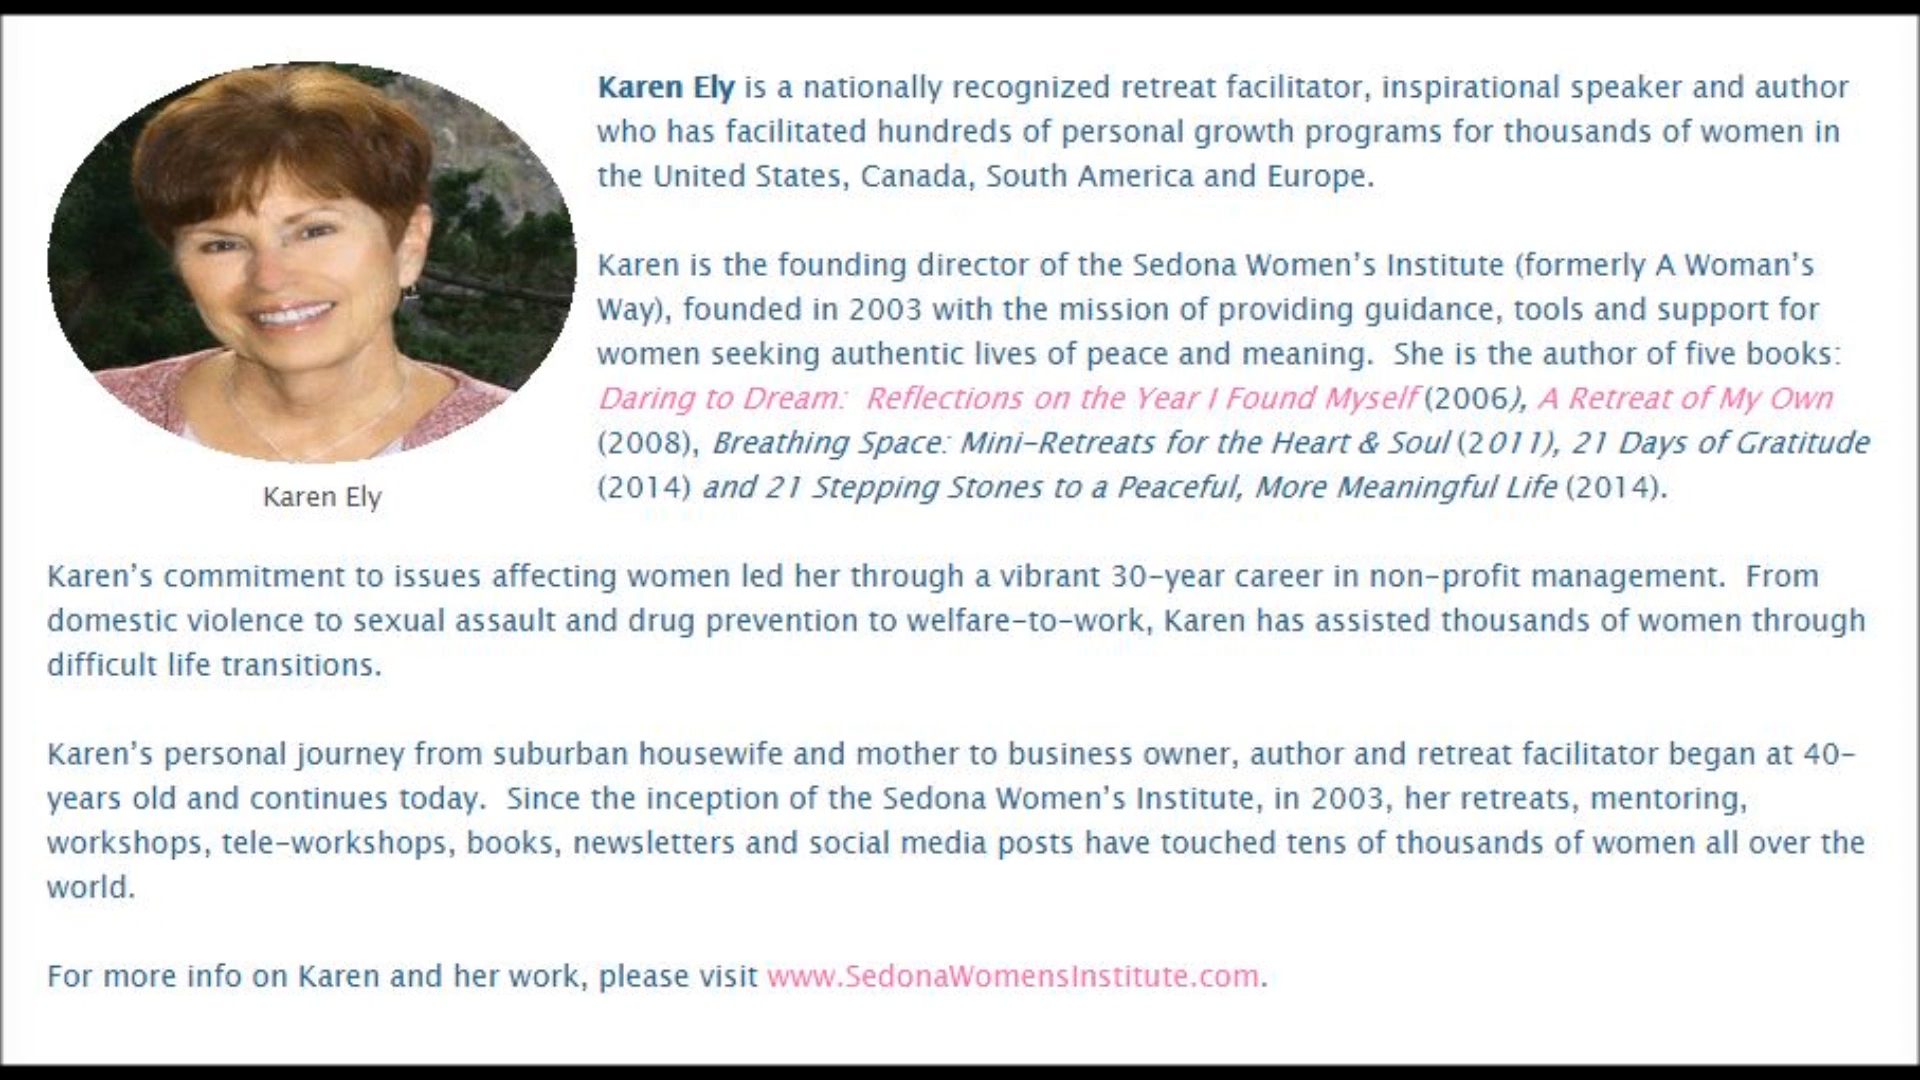 Karen Ely is a nationally recognized retreat facilitator, inspirational speaker and author
who has facilitated hundreds of personal growth programs for thousands of women in
the United States, Canada, South America and Europe.
Karen is the founding director of the Sedona Women's Institute (formerly A Woman's
Way), founded in 2003 with the mission of providing guidance, tools and support for
women seeking authentic lives of peace and meaning.  She is the author of five books:
Daring to Dream:  Reflections on the Year I Found Myself (2006), A Retreat of My Own
(2008), Breathing Space: Mini-Retreats for the Heart & Soul (2011), 21 Days of Gratitude
(2014) and 21 Stepping Stones to a Peaceful, More Meaningful Life (2014).
Karen Ely
Karen's commitment to issues affecting women led her through a vibrant 30-year career in non-profit management.  From
domestic violence to sexual assault and drug prevention to welfare-to-work, Karen has assisted thousands of women through
difficult life transitions.
Karen's personal journey from suburban housewife and mother to business owner, author and retreat facilitator began at 40-
years old and continues today.  Since the inception of the Sedona Women's Institute, in 2003, her retreats, mentoring,
workshops, tele-workshops, books, newsletters and social media posts have touched tens of thousands of women all over the
world.
For more info on Karen and her work, please visit www.SedonaWomensInstitute.com.